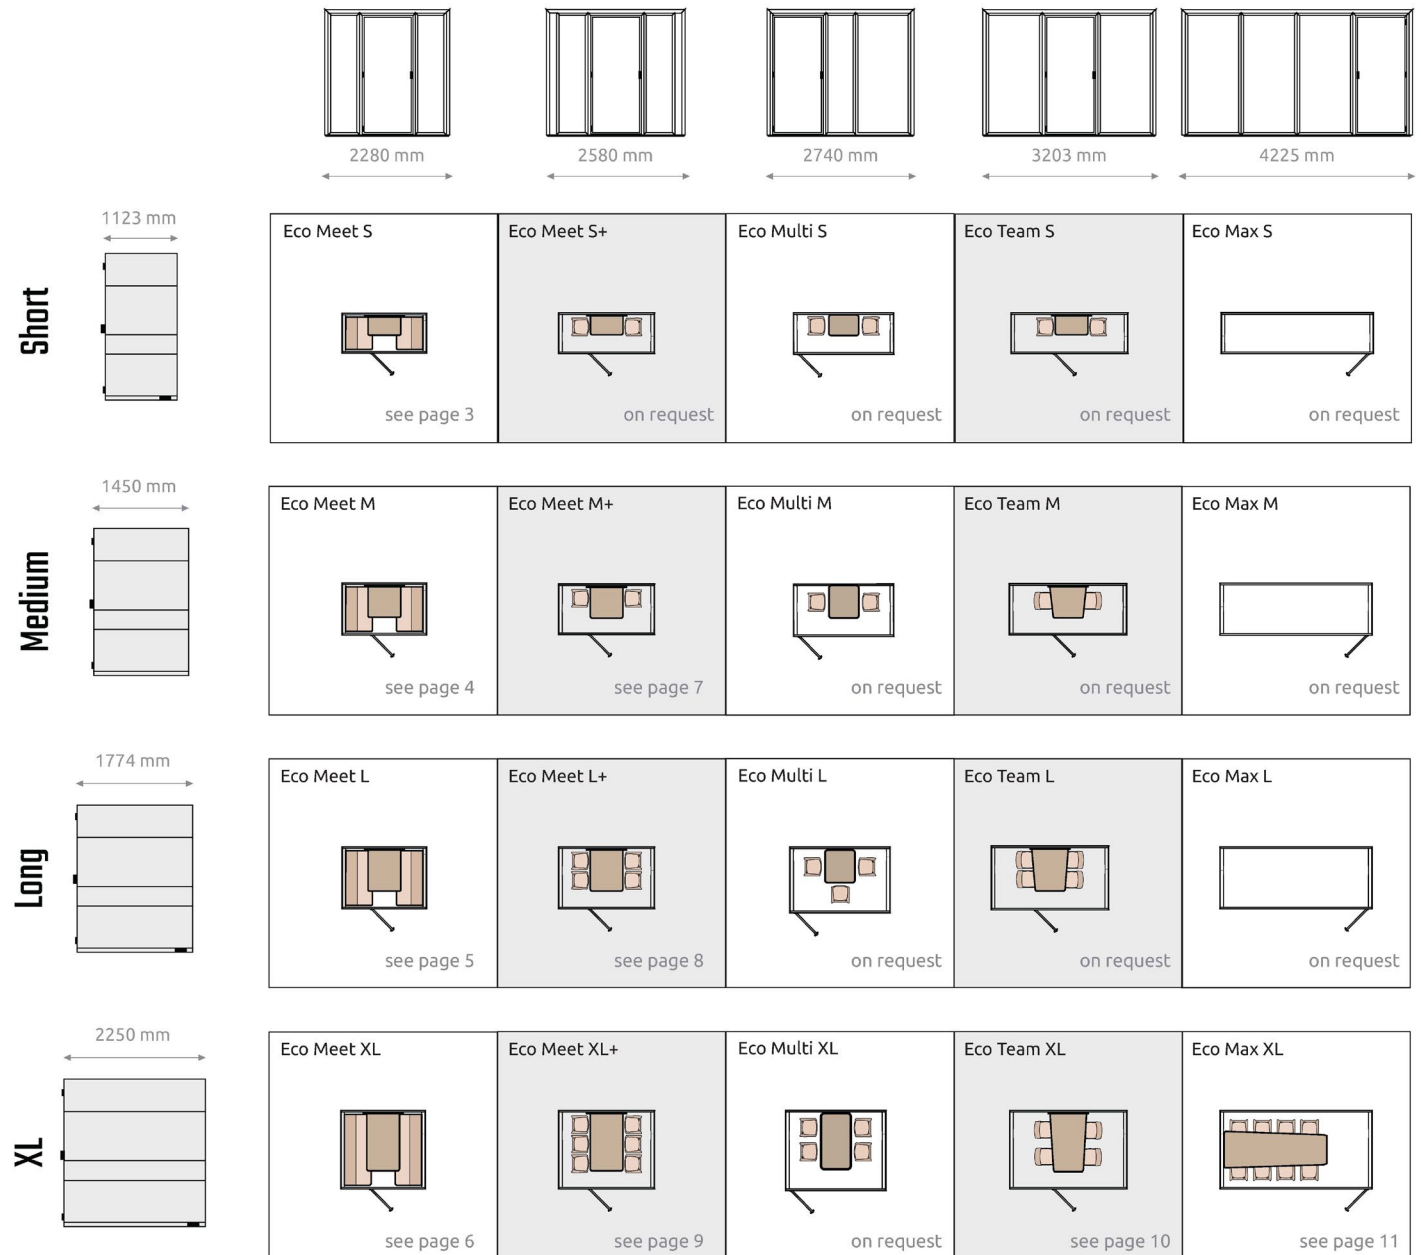 2280 mm 2580 mm 2740 mm 3203 mm 4225 mm
1123 mm
Short
Eco Meet S Eco Meet S+ Eco Multi S Eco Team S Eco Max S
see page 3 on request on request on request on request
1450 mm
Medium
Eco Meet M Eco Meet M+ Eco Multi M Eco Team M Eco Max M
see page 4 see page 7 on request on request on request
1774 mm
Long
Eco Meet L Eco Meet L+ Eco Multi L Eco Team L Eco Max L
see page 5 see page 8 on request on request on request
2250 mm
XL
Eco Meet XL Eco Meet XL+ Eco Multi XL Eco Team XL Eco Max XL
see page 6 see page 9 on request see page 10 see page 11